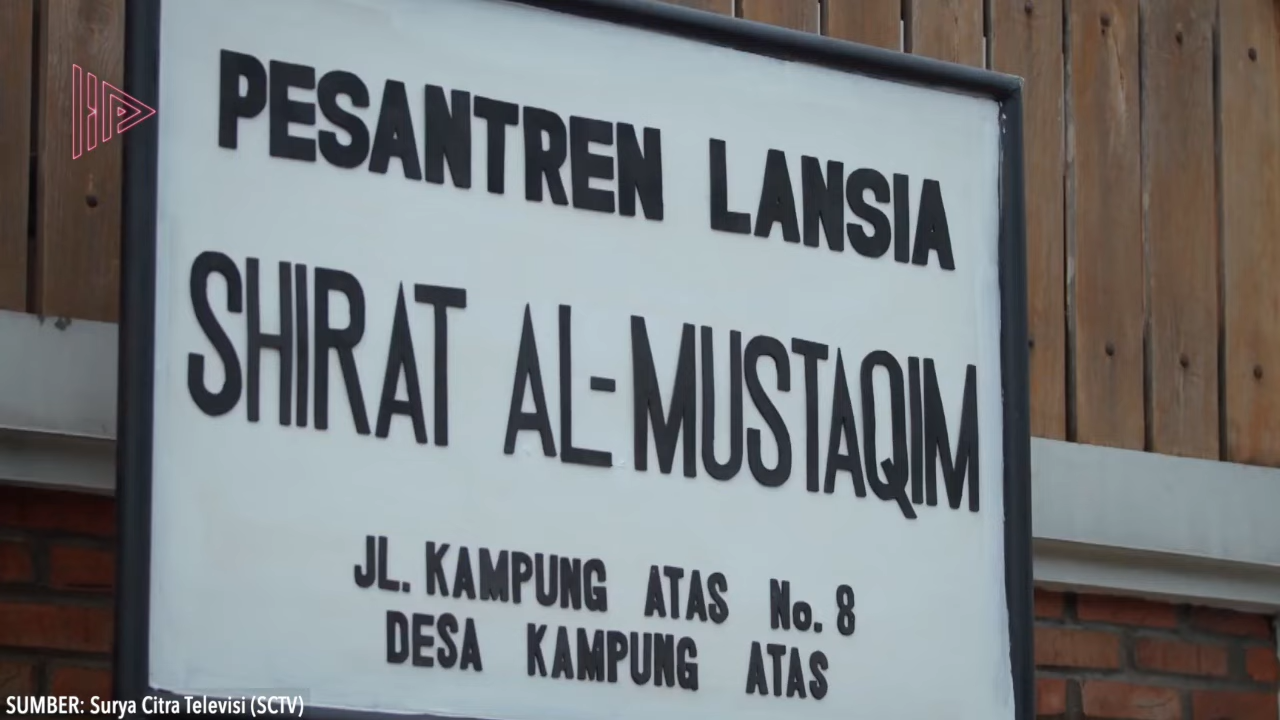 PESANTREN LANSIA
SHIRAT AL-MUSTAQIM
JL. KAMPUNG ATAS No. 8
DESA KAMPUNG ATAS
SUMBER: Surya Citra Televisi (SCTV)